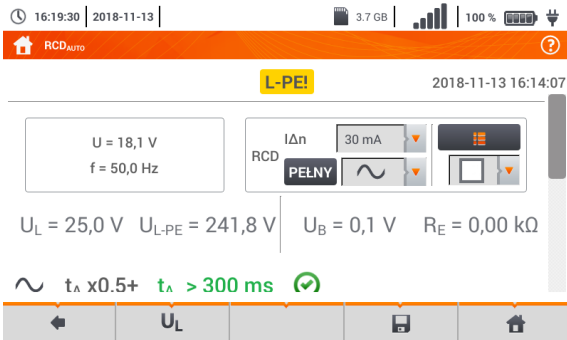 16:19:30 2018-11-13 3.7 GB 100 %
RCDAUTO ?
L-PE! 2018-11-13 16:14:07
U = 18,1 V
f = 50,0 Hz
RCD
IΔn 30 mA
PEŁNY
UL = 25,0 V UL-PE = 241,8 V UB = 0,1 V RE = 0,00 kΩ
tA x0.5+ tA > 300 ms
UL